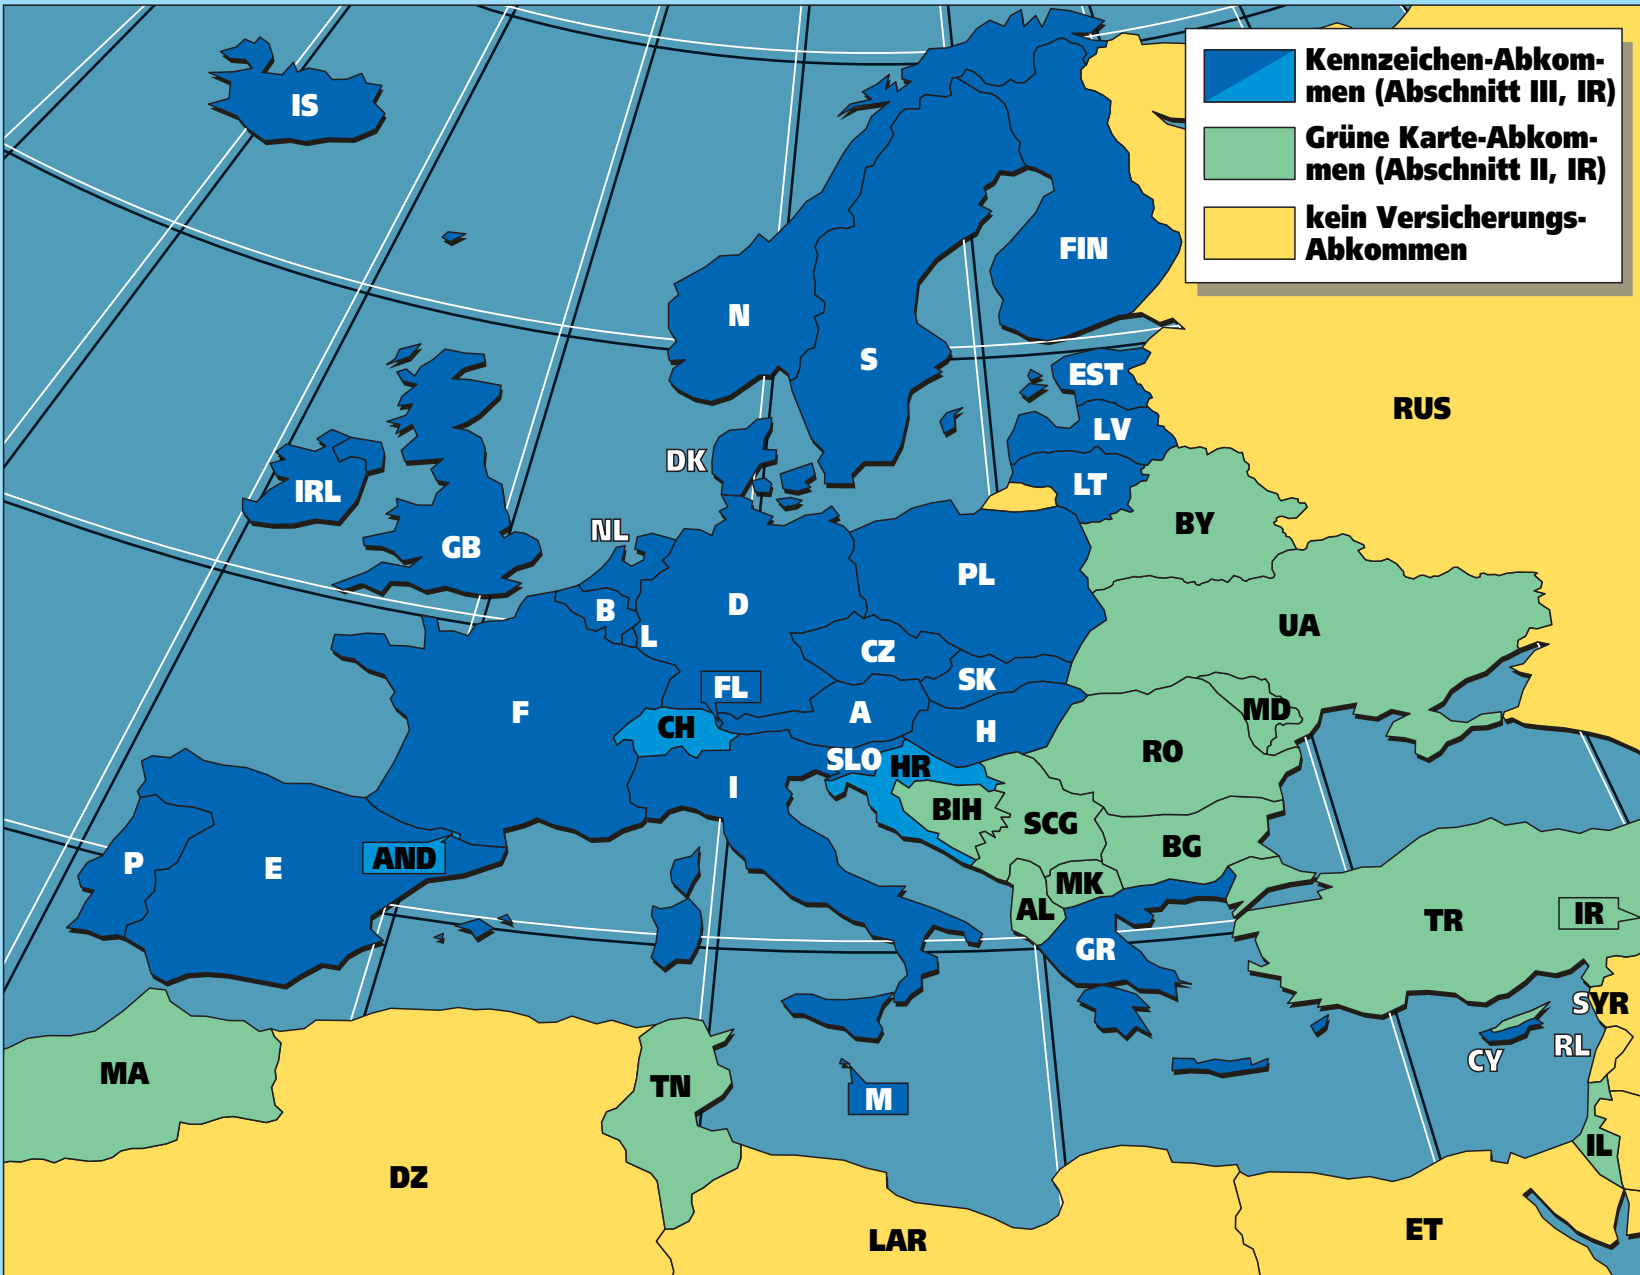 Kennzeichen-Abkom-
men (Abschnitt III, IR)
Grüne Karte-Abkom-
men (Abschnitt II, IR)
kein Versicherungs-
Abkommen
IS
FIN
N
S
EST
RUS
LV
DK
LT
IRL
BY
NL
GB
PL
D
B
UA
L
CZ
SK
FL
MD
F
A
CH
H
RO
SLO
HR
I
BIH
SCG
BG
AND
P
E
MK
AL
TR
IR
GR
SYR
RL
CY
MA
TN
M
IL
DZ
ET
LAR